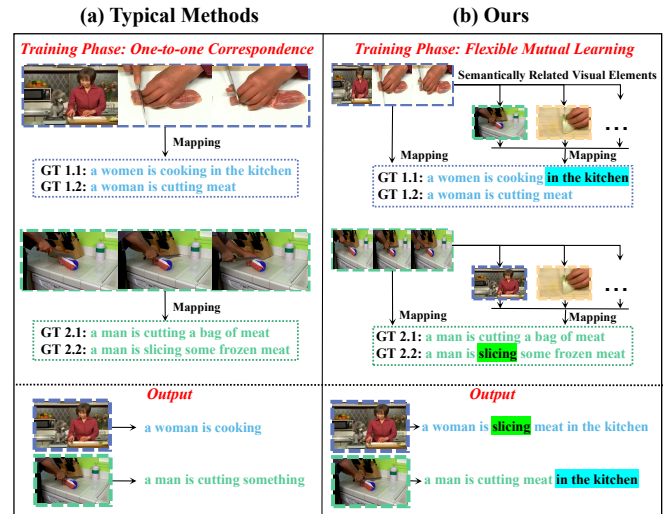 (a) Typical Methods
Training Phase: One-to-one Correspondence
Mapping
GT 1.1: a women is cooking in the kitchen
GT 1.2: a woman is cutting meat
Mapping
GT 2.1: a man is cutting a bag of meat
GT 2.2: a man is slicing some frozen meat
Output
a woman is cooking
a man is cutting something
(b) Ours
Training Phase: Flexible Mutual Learning
Semantically Related Visual Elements
...
Mapping
Mapping
GT 1.1: a women is cooking in the kitchen
GT 1.2: a woman is cutting meat
...
Mapping
Mapping
GT 2.1: a man is cutting a bag of meat
GT 2.2: a man is slicing some frozen meat
Output
a woman is slicing meat in the kitchen
a man is cutting meat in the kitchen